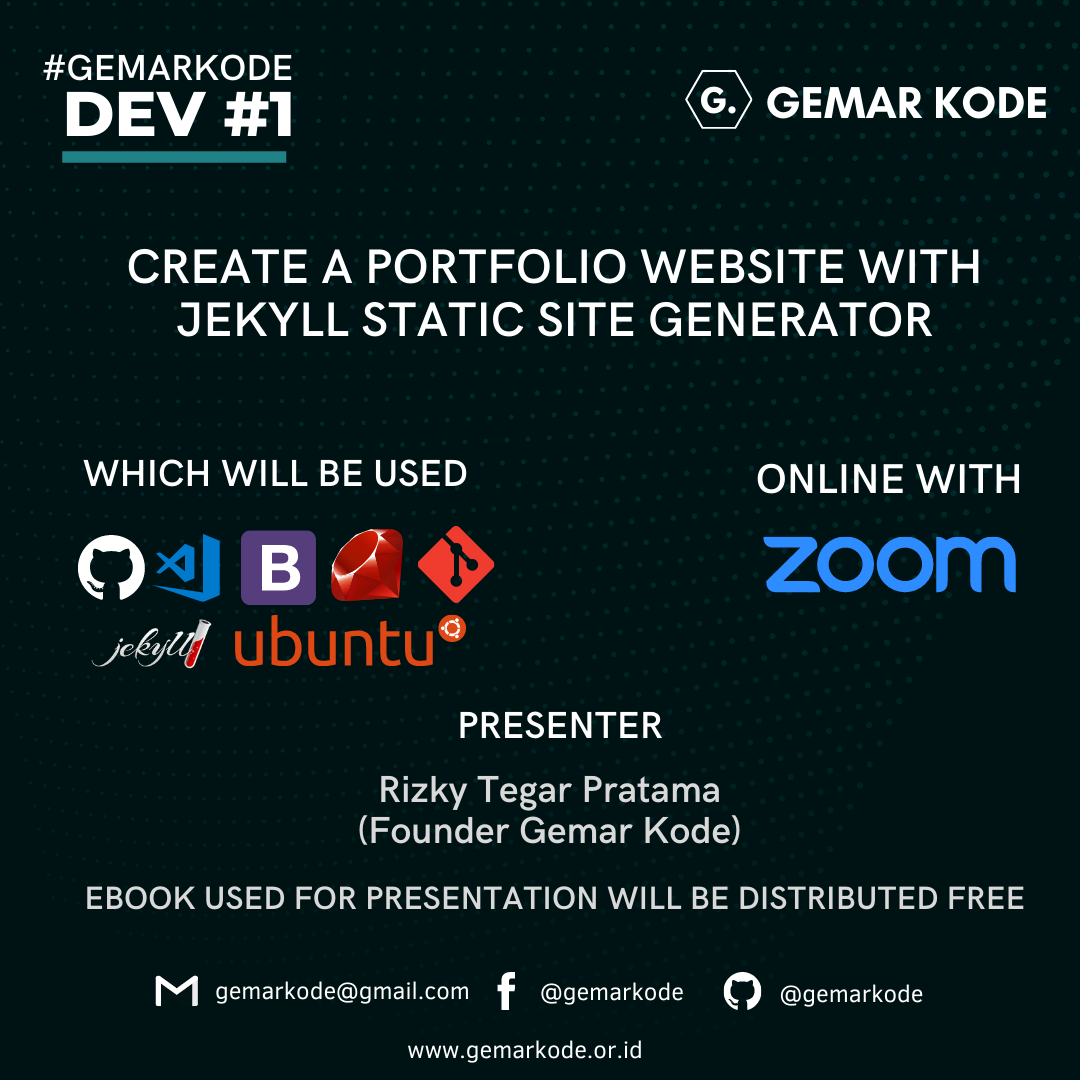 #GEMARKODE
DEV #1
G. GEMAR KODE
CREATE A PORTFOLIO WEBSITE WITH
JEKYLL STATIC SITE GENERATOR
WHICH WILL BE USED
B
jekyll
ubuntu
ONLINE WITH
zoom
PRESENTER
Rizky Tegar Pratama
(Founder Gemar Kode)
EBOOK USED FOR PRESENTATION WILL BE DISTRIBUTED FREE
gemarkode@gmail.com
@gemarkode
@gemarkode
www.gemarkode.or.id